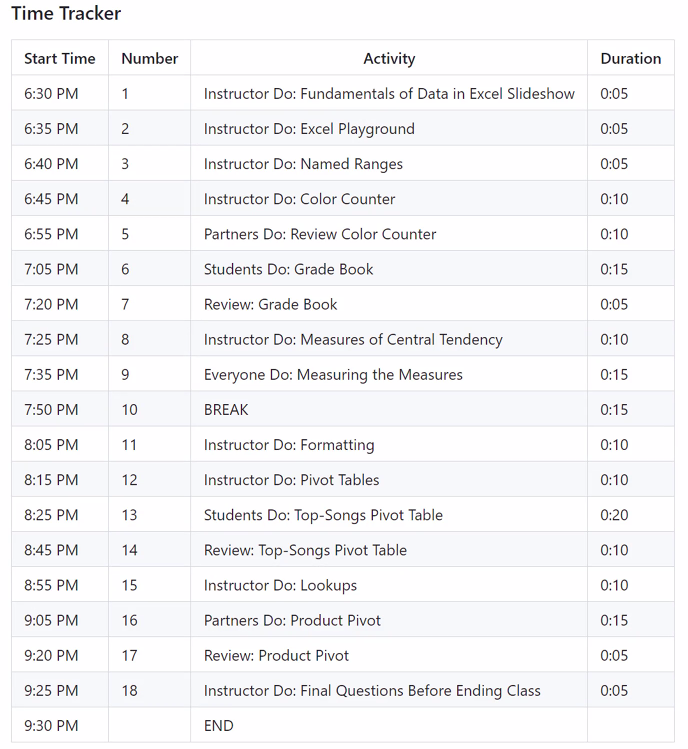 Time Tracker
Start Time Number Activity Duration
6:30 PM 1 Instructor Do: Fundamentals of Data in Excel Slideshow 0:05
6:35 PM 2 Instructor Do: Excel Playground 0:05
6:40 PM 3 Instructor Do: Named Ranges 0:05
6:45 PM 4 Instructor Do: Color Counter 0:10
6:55 PM 5 Partners Do: Review Color Counter 0:10
7:05 PM 6 Students Do: Grade Book 0:15
7:20 PM 7 Review: Grade Book 0:05
7:25 PM 8 Instructor Do: Measures of Central Tendency 0:10
7:35 PM 9 Everyone Do: Measuring the Measures 0:15
7:50 PM 10 BREAK 0:15
8:05 PM 11 Instructor Do: Formatting 0:10
8:15 PM 12 Instructor Do: Pivot Tables 0:10
8:25 PM 13 Students Do: Top-Songs Pivot Table 0:20
8:45 PM 14 Review: Top-Songs Pivot Table 0:10
8:55 PM 15 Instructor Do: Lookups 0:10
9:05 PM 16 Partners Do: Product Pivot 0:15
9:20 PM 17 Review: Product Pivot 0:05
9:25 PM 18 Instructor Do: Final Questions Before Ending Class 0:05
9:30 PM END